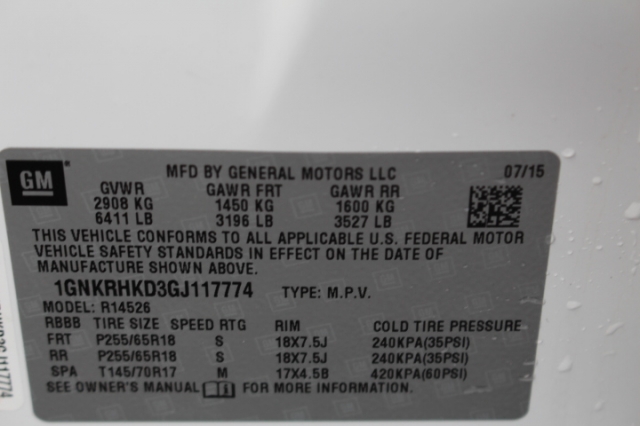 GM
MFD BY GENERAL MOTORS LLC 07/15
GVWR GAWR FRT GAWR RR
2908 KG 1450 KG 1600 KG
6411 LB 3196 LB 3527 LB
THIS VEHICLE CONFORMS TO ALL APPLICABLE U.S. FEDERAL MOTOR
VEHICLE SAFETY STANDARDS IN EFFECT ON THE DATE OF
MANUFACTURE SHOWN ABOVE.
1GNKRHKD3GJ117774 TYPE: M.P.V.
MODEL: R14526
RBBB TIRE SIZE SPEED RTG RIM COLD TIRE PRESSURE
FRT P255/65R18 S 18X7.5J 240KPA(35PSI)
RR P255/65R18 S 18X7.5J 240KPA(35PSI)
SPA T145/70R17 M 17X4.5B 420KPA(60PSI)
SEE OWNER'S MANUAL FOR MORE INFORMATION.